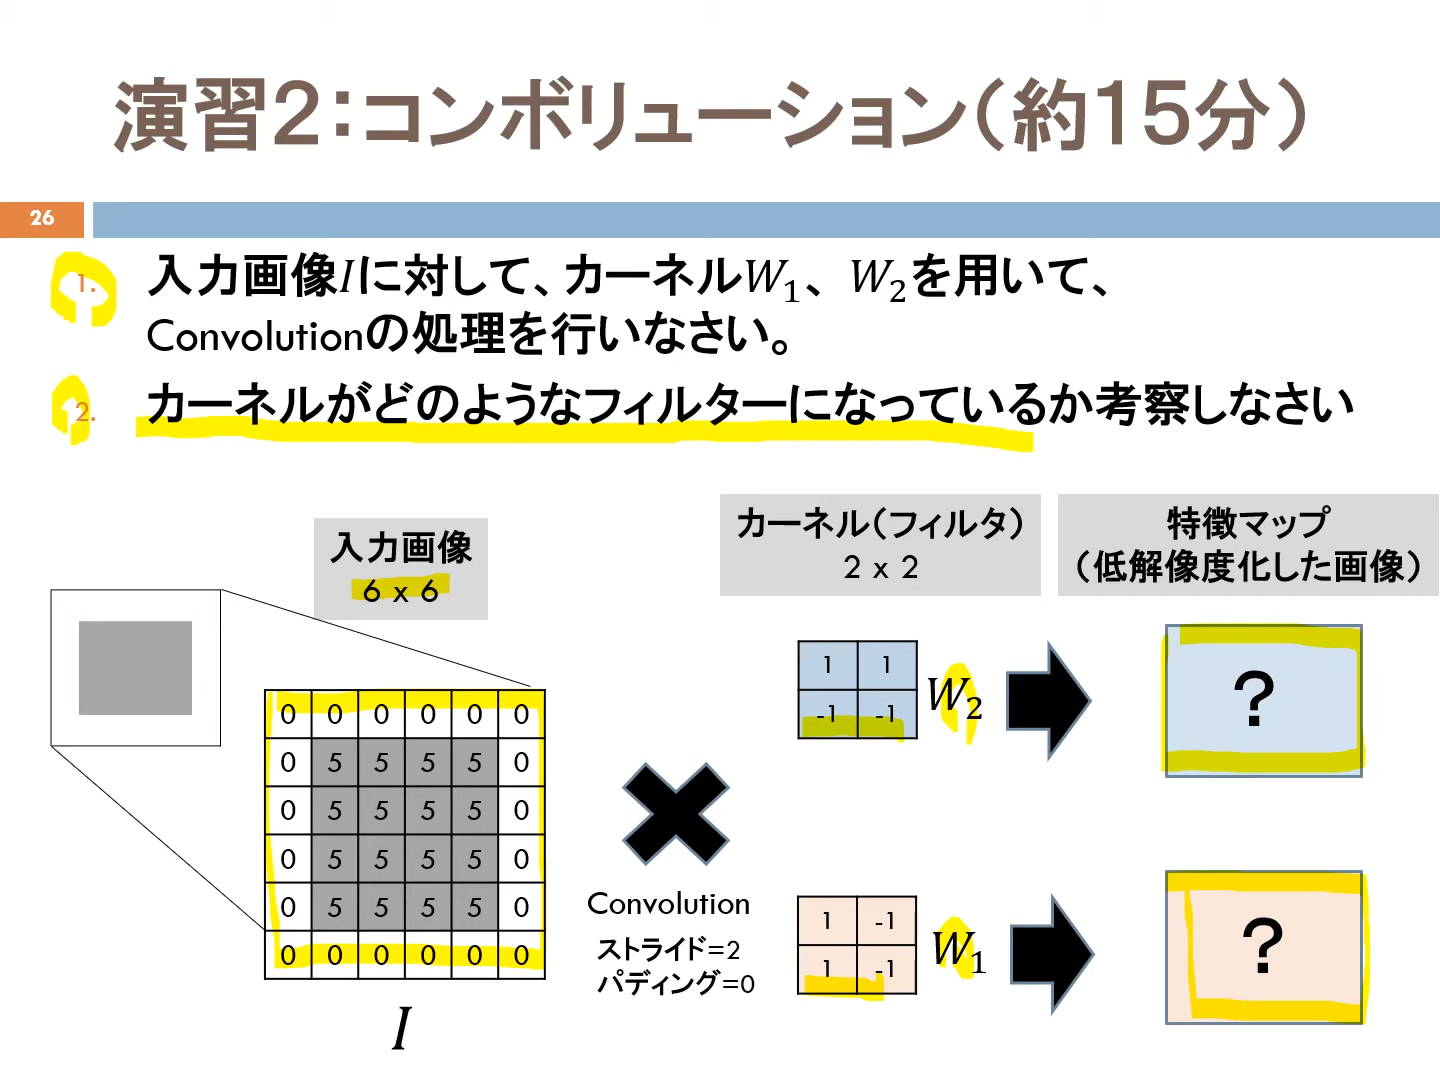 演習2：コンボリューション（約15分）
26
1. 入力画像Iに対して、カーネルW₁、W₂を用いて、
Convolutionの処理を行いなさい。
2. カーネルがどのようなフィルターになっているか考察しなさい
入力画像
6 x 6
カーネル（フィルタ）
2 x 2
特徴マップ
（低解像度化した画像）
0 0 0 0 0 0
0 5 5 5 5 0
0 5 5 5 5 0
0 5 5 5 5 0
0 5 5 5 5 0
0 0 0 0 0 0
I
Convolution
ストライド=2
パディング=0
1 1
-1 -1
W₂
?
1 -1
1 -1
W₁
?